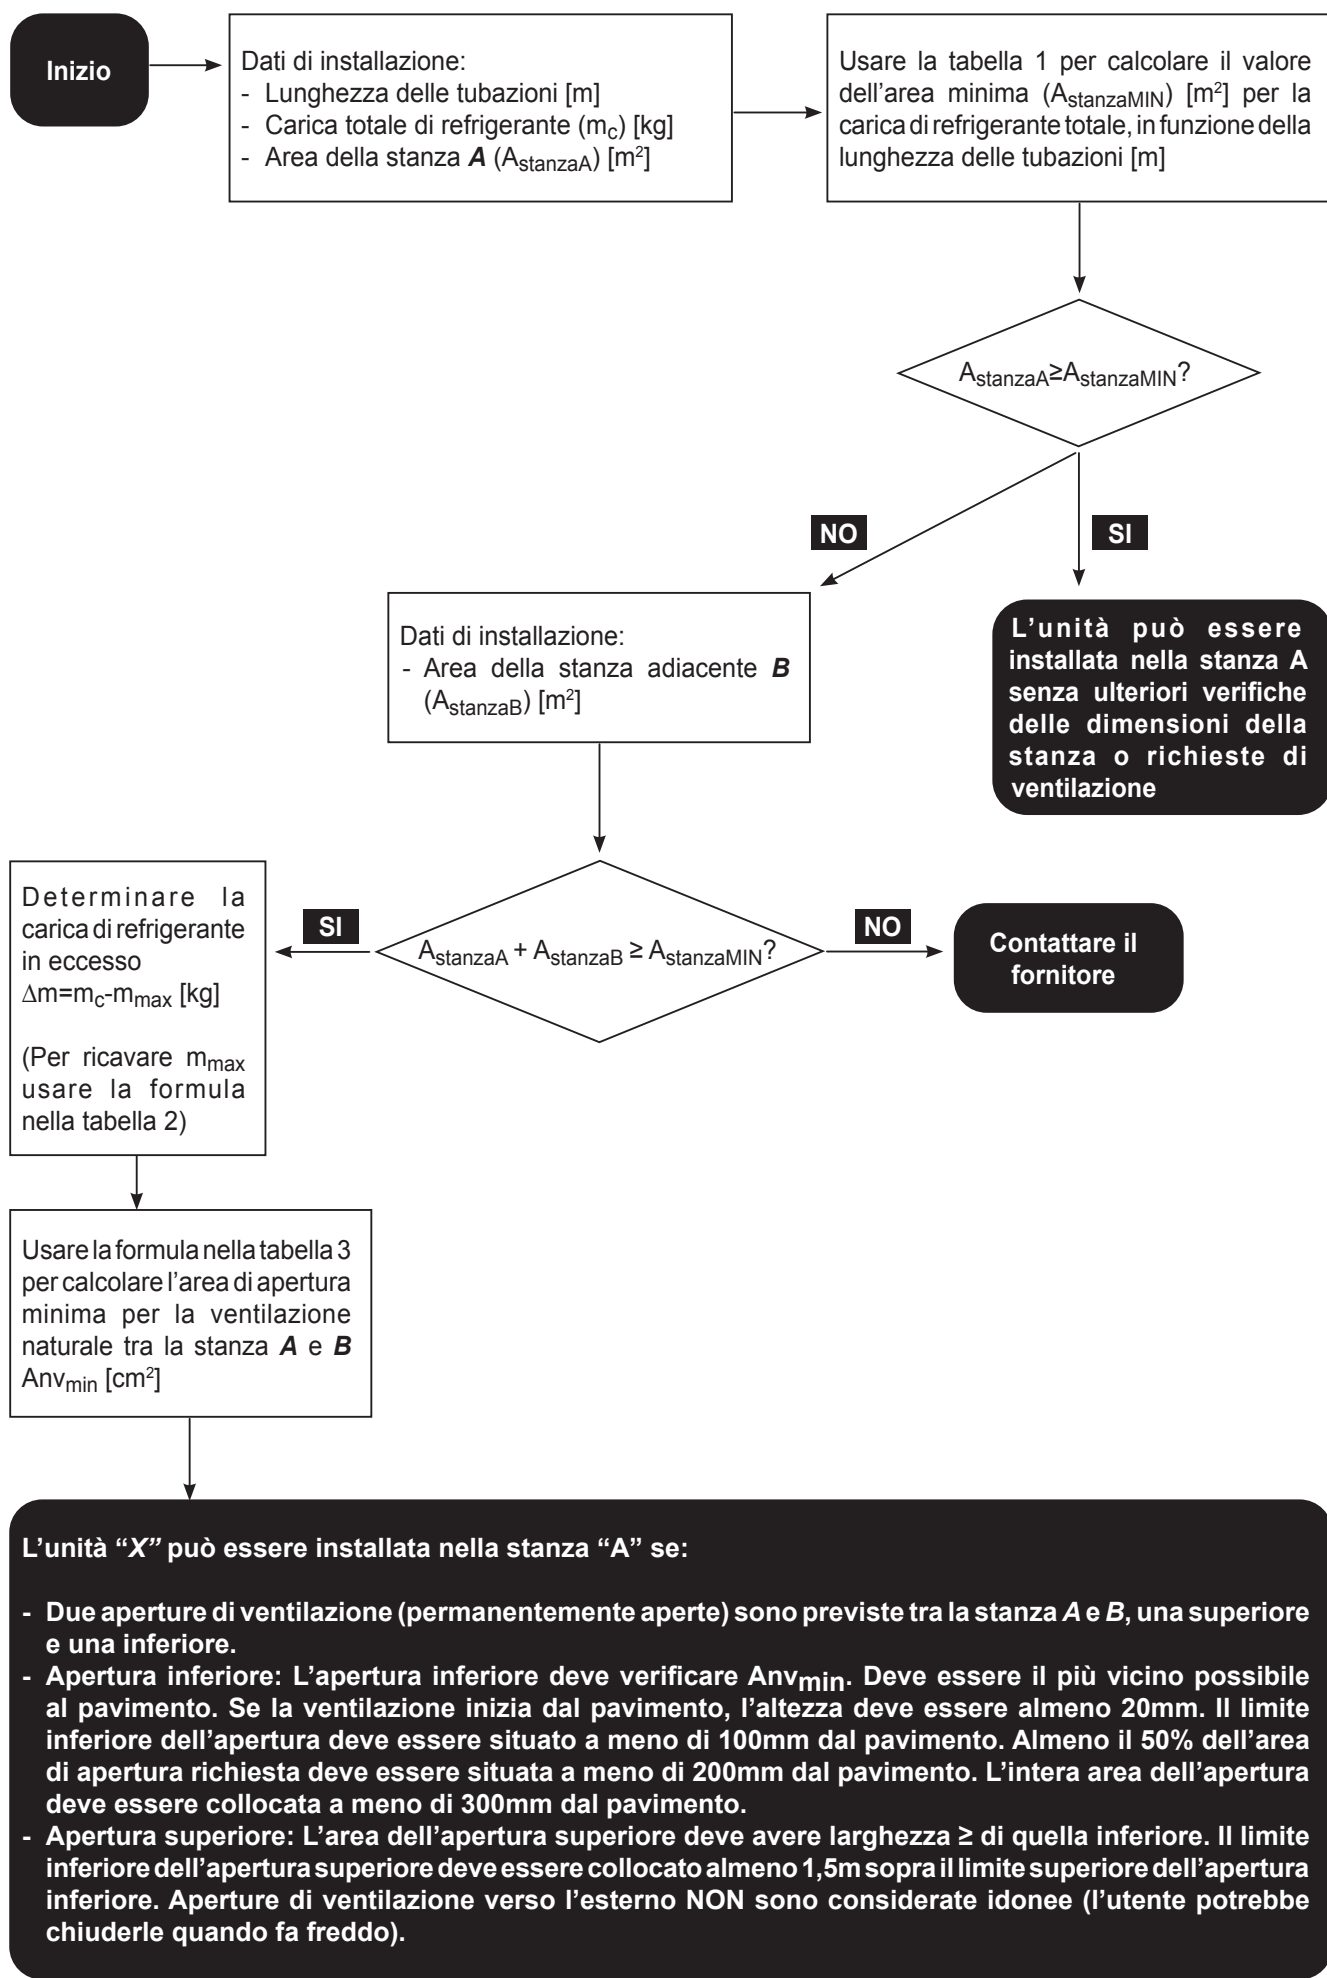 Inizio
Dati di installazione:
- Lunghezza delle tubazioni [m]
- Carica totale di refrigerante (mc) [kg]
- Area della stanza A (AstanzaA) [m²]
Usare la tabella 1 per calcolare il valore
dell'area minima (AstanzaMIN) [m²] per la
carica di refrigerante totale, in funzione della
lunghezza delle tubazioni [m]
AstanzaA≥AstanzaMIN?
NO
SI
Dati di installazione:
- Area della stanza adiacente B
(AstanzaB) [m²]
L'unità può essere
installata nella stanza A
senza ulteriori verifiche
delle dimensioni della
stanza o richieste di
ventilazione
Determinare la
carica di refrigerante
in eccesso
Δm=mc-mmax [kg]
(Per ricavare mmax
usare la formula
nella tabella 2)
SI
AstanzaA + AstanzaB ≥ AstanzaMIN?
NO
Contattare il
fornitore
Usare la formula nella tabella 3
per calcolare l'area di apertura
minima per la ventilazione
naturale tra la stanza A e B
Anvmin [cm²]
L'unità “X” può essere installata nella stanza “A” se:
- Due aperture di ventilazione (permanentemente aperte) sono previste tra la stanza A e B, una superiore
e una inferiore.
- Apertura inferiore: L'apertura inferiore deve verificare Anvmin. Deve essere il più vicino possibile
al pavimento. Se la ventilazione inizia dal pavimento, l'altezza deve essere almeno 20mm. Il limite
inferiore dell'apertura deve essere situato a meno di 100mm dal pavimento. Almeno il 50% dell'area
di apertura richiesta deve essere situata a meno di 200mm dal pavimento. L'intera area dell'apertura
deve essere collocata a meno di 300mm dal pavimento.
- Apertura superiore: L'area dell'apertura superiore deve avere larghezza ≥ di quella inferiore. Il limite
inferiore dell'apertura superiore deve essere collocato almeno 1,5m sopra il limite superiore dell'apertura
inferiore. Aperture di ventilazione verso l'esterno NON sono considerate idonee (l'utente potrebbe
chiuderle quando fa freddo).